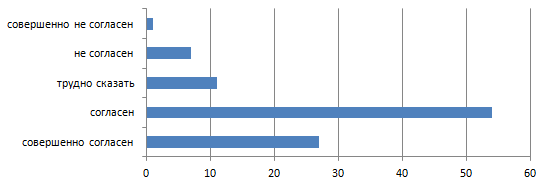 совершенно не согласен
не согласен
трудно сказать
согласен
совершенно согласен
0 10 20 30 40 50 60